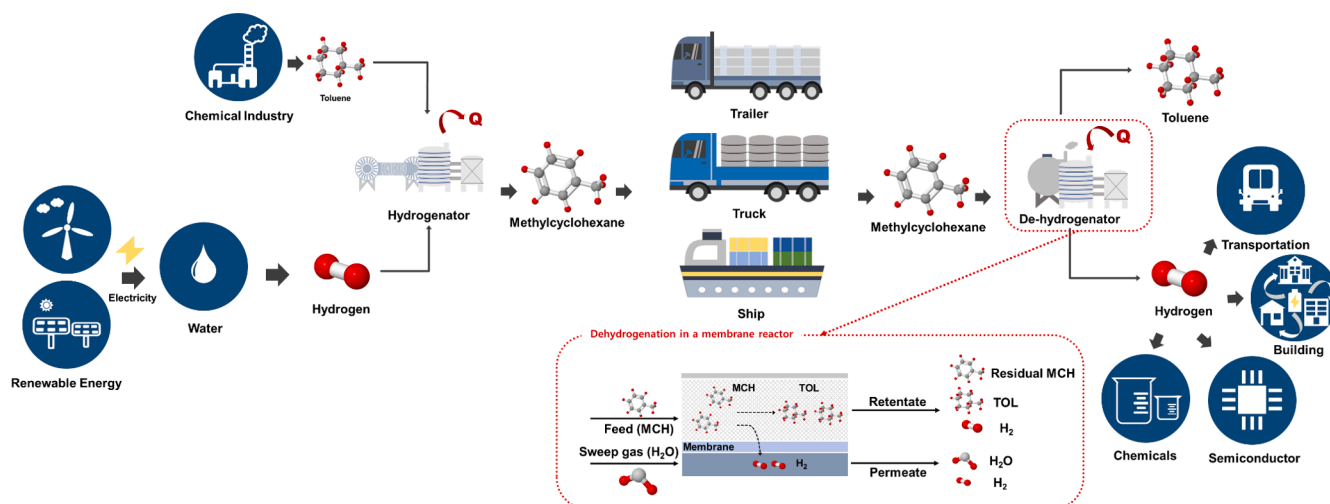 Chemical Industry
Toluene
Q
Hydrogenator
Renewable Energy
Electricity
Water
Hydrogen
Methylcyclohexane
Trailer
Truck
Ship
Methylcyclohexane
Q
De-hydrogenator
Toluene
Hydrogen
Transportation
Building
Chemicals
Semiconductor
Dehydrogenation in a membrane reactor
Feed (MCH)
Sweep gas (H₂O)
MCH
TOL
Membrane
H₂
Retentate
Permeate
Residual MCH
TOL
H₂
H₂O
H₂